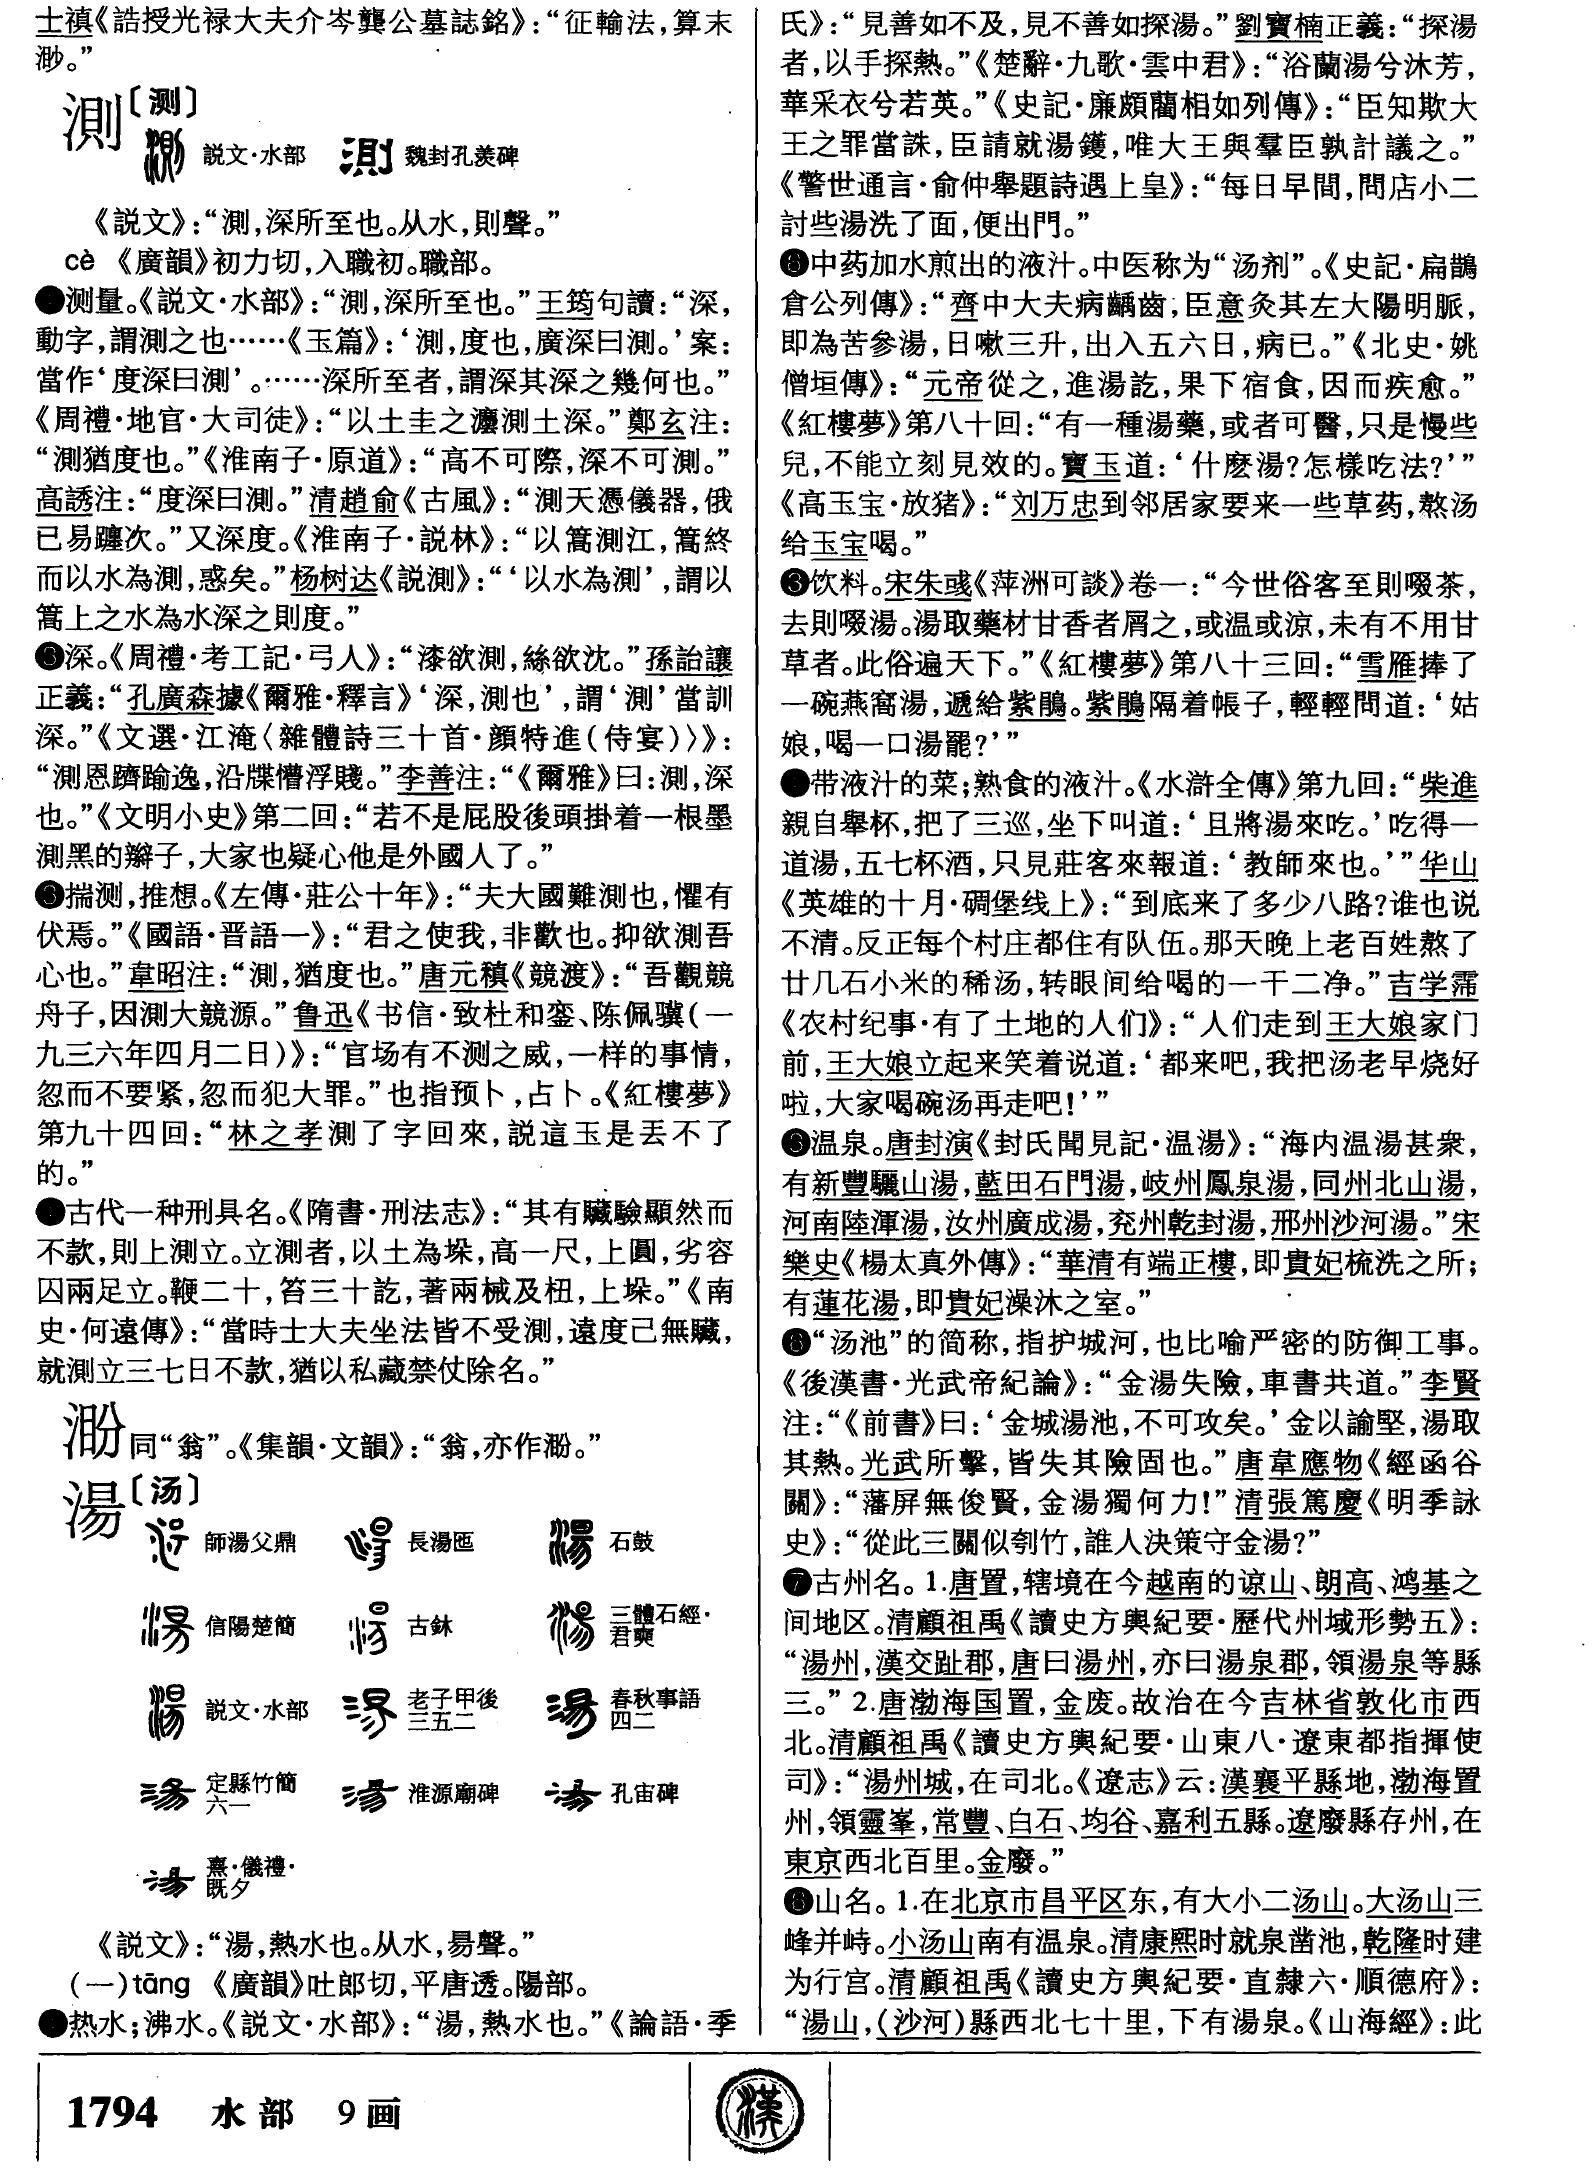 士禛《誥授光禄大夫介岑龔公墓誌銘》：“征輸法，算末
渺。”
測〔测〕
説文·水部　魏封孔羡碑
《説文》：“測，深所至也。从水，則聲。”
cè 《廣韻》初力切，入職初。職部。
❶测量。《説文·水部》：“測，深所至也。”王筠句讀：“深，
動字，謂測之也……《玉篇》：‘測，度也，廣深曰測。’案：
當作‘度深曰測’。……深所至者，謂深其深之幾何也。”
《周禮·地官·大司徒》：“以土圭之灋測土深。”鄭玄注：
“測猶度也。”《淮南子·原道》：“高不可際，深不可測。”
高誘注：“度深曰測。”清趙俞《古風》：“測天憑儀器，俄
已易躔次。”又深度。《淮南子·説林》：“以篙測江，篙終
而以水為測，惑矣。”杨树达《説測》：“‘以水為測’，謂以
篙上之水為水深之則度。”
❷深。《周禮·考工記·弓人》：“漆欲測，絲欲沈。”孫詒讓
正義：“孔廣森據《爾雅·釋言》‘深，測也’，謂‘測’當訓
深。”《文選·江淹〈雜體詩三十首·顔特進（侍宴）〉》：
“測恩躋踰逸，沿牒懵浮賤。”李善注：“《爾雅》曰：測，深
也。”《文明小史》第二回：“若不是屁股後頭掛着一根墨
測黑的辮子，大家也疑心他是外國人了。”
❸揣测，推想。《左傳·莊公十年》：“夫大國難測也，懼有
伏焉。”《國語·晋語一》：“君之使我，非歡也。抑欲測吾
心也。”韋昭注：“測，猶度也。”唐元稹《競渡》：“吾觀競
舟子，因測大競源。”鲁迅《书信·致杜和銮、陈佩骥（一
九三六年四月二日）》：“官场有不测之威，一样的事情，
忽而不要紧，忽而犯大罪。”也指预卜，占卜。《紅樓夢》
第九十四回：“林之孝測了字回來，説這玉是丢不了
的。”
❹古代一种刑具名。《隋書·刑法志》：“其有贓驗顯然而
不款，則上測立。立測者，以土為垛，高一尺，上圓，劣容
囚兩足立。鞭二十，笞三十訖，著兩械及杻，上垛。”《南
史·何遠傳》：“當時士大夫坐法皆不受測，遠度己無贓，
就測立三七日不款，猶以私藏禁仗除名。”
𣸣同“翁”。《集韻·文韻》：“翁，亦作𣸣。”
湯〔汤〕
師湯父鼎　長湯匜　石鼓
信陽楚簡　古鉥　三體石經·
君奭
説文·水部　老子甲後
三五二　春秋事語
四二
定縣竹簡
六一　淮源廟碑　孔宙碑
熹·儀禮·
既夕
《説文》：“湯，熱水也。从水，昜聲。”
（一）tāng 《廣韻》吐郎切，平唐透。陽部。
❶热水；沸水。《説文·水部》：“湯，熱水也。”《論語·季
氏》：“見善如不及，見不善如探湯。”劉寶楠正義：“探湯
者，以手探熱。”《楚辭·九歌·雲中君》：“浴蘭湯兮沐芳，
華采衣兮若英。”《史記·廉頗藺相如列傳》：“臣知欺大
王之罪當誅，臣請就湯鑊，唯大王與羣臣孰計議之。”
《警世通言·俞仲舉題詩遇上皇》：“每日早間，問店小二
討些湯洗了面，便出門。”
❷中药加水煎出的液汁。中医称为“汤剂”。《史記·扁鵲
倉公列傳》：“齊中大夫病齲齒，臣意灸其左大陽明脈，
即為苦參湯，日嗽三升，出入五六日，病已。”《北史·姚
僧垣傳》：“元帝從之，進湯訖，果下宿食，因而疾愈。”
《紅樓夢》第八十回：“有一種湯藥，或者可醫，只是慢些
兒，不能立刻見效的。寶玉道：‘什麽湯？怎樣吃法？’”
《高玉宝·放猪》：“刘万忠到邻居家要来一些草药，熬汤
给玉宝喝。”
❸饮料。宋朱彧《萍洲可談》卷一：“今世俗客至則啜茶，
去則啜湯。湯取藥材甘香者屑之，或温或涼，未有不用甘
草者。此俗遍天下。”《紅樓夢》第八十三回：“雪雁捧了
一碗燕窩湯，遞給紫鵑。紫鵑隔着帳子，輕輕問道：‘姑
娘，喝一口湯罷？’”
❹带液汁的菜；熟食的液汁。《水滸全傳》第九回：“柴進
親自舉杯，把了三巡，坐下叫道：‘且將湯來吃。’吃得一
道湯，五七杯酒，只見莊客來報道：‘教師來也。’”华山
《英雄的十月·碉堡线上》：“到底来了多少八路？谁也说
不清。反正每个村庄都住有队伍。那天晚上老百姓熬了
廿几石小米的稀汤，转眼间给喝的一干二净。”吉学霈
《农村纪事·有了土地的人们》：“人们走到王大娘家门
前，王大娘立起来笑着说道：‘都来吧，我把汤老早烧好
啦，大家喝碗汤再走吧！’”
❺温泉。唐封演《封氏聞見記·温湯》：“海内温湯甚衆，
有新豐驪山湯，藍田石門湯，岐州鳳泉湯，同州北山湯，
河南陸渾湯，汝州廣成湯，兖州乾封湯，邢州沙河湯。”宋
樂史《楊太真外傳》：“華清有端正樓，即貴妃梳洗之所；
有蓮花湯，即貴妃澡沐之室。”
❻“汤池”的简称，指护城河，也比喻严密的防御工事。
《後漢書·光武帝紀論》：“金湯失險，車書共道。”李賢
注：“《前書》曰：‘金城湯池，不可攻矣。’金以諭堅，湯取
其熱。光武所擊，皆失其險固也。”唐韋應物《經函谷
關》：“藩屏無俊賢，金湯獨何力！”清張篤慶《明季詠
史》：“從此三關似刳竹，誰人決策守金湯？”
❼古州名。1.唐置，辖境在今越南的谅山、朗高、鸿基之
间地区。清顧祖禹《讀史方輿紀要·歷代州域形勢五》：
“湯州，漢交趾郡，唐曰湯州，亦曰湯泉郡，領湯泉等縣
三。”2.唐渤海国置，金废。故治在今吉林省敦化市西
北。清顧祖禹《讀史方輿紀要·山東八·遼東都指揮使
司》：“湯州城，在司北。《遼志》云：漢襄平縣地，渤海置
州，領靈峯，常豐、白石、均谷、嘉利五縣。遼廢縣存州，在
東京西北百里。金廢。”
❽山名。1.在北京市昌平区东，有大小二汤山。大汤山三
峰并峙。小汤山南有温泉。清康熙时就泉凿池，乾隆时建
为行宫。清顧祖禹《讀史方輿紀要·直隸六·順德府》：
“湯山，（沙河）縣西北七十里，下有湯泉。《山海經》：此
1794　水部　9画
漢